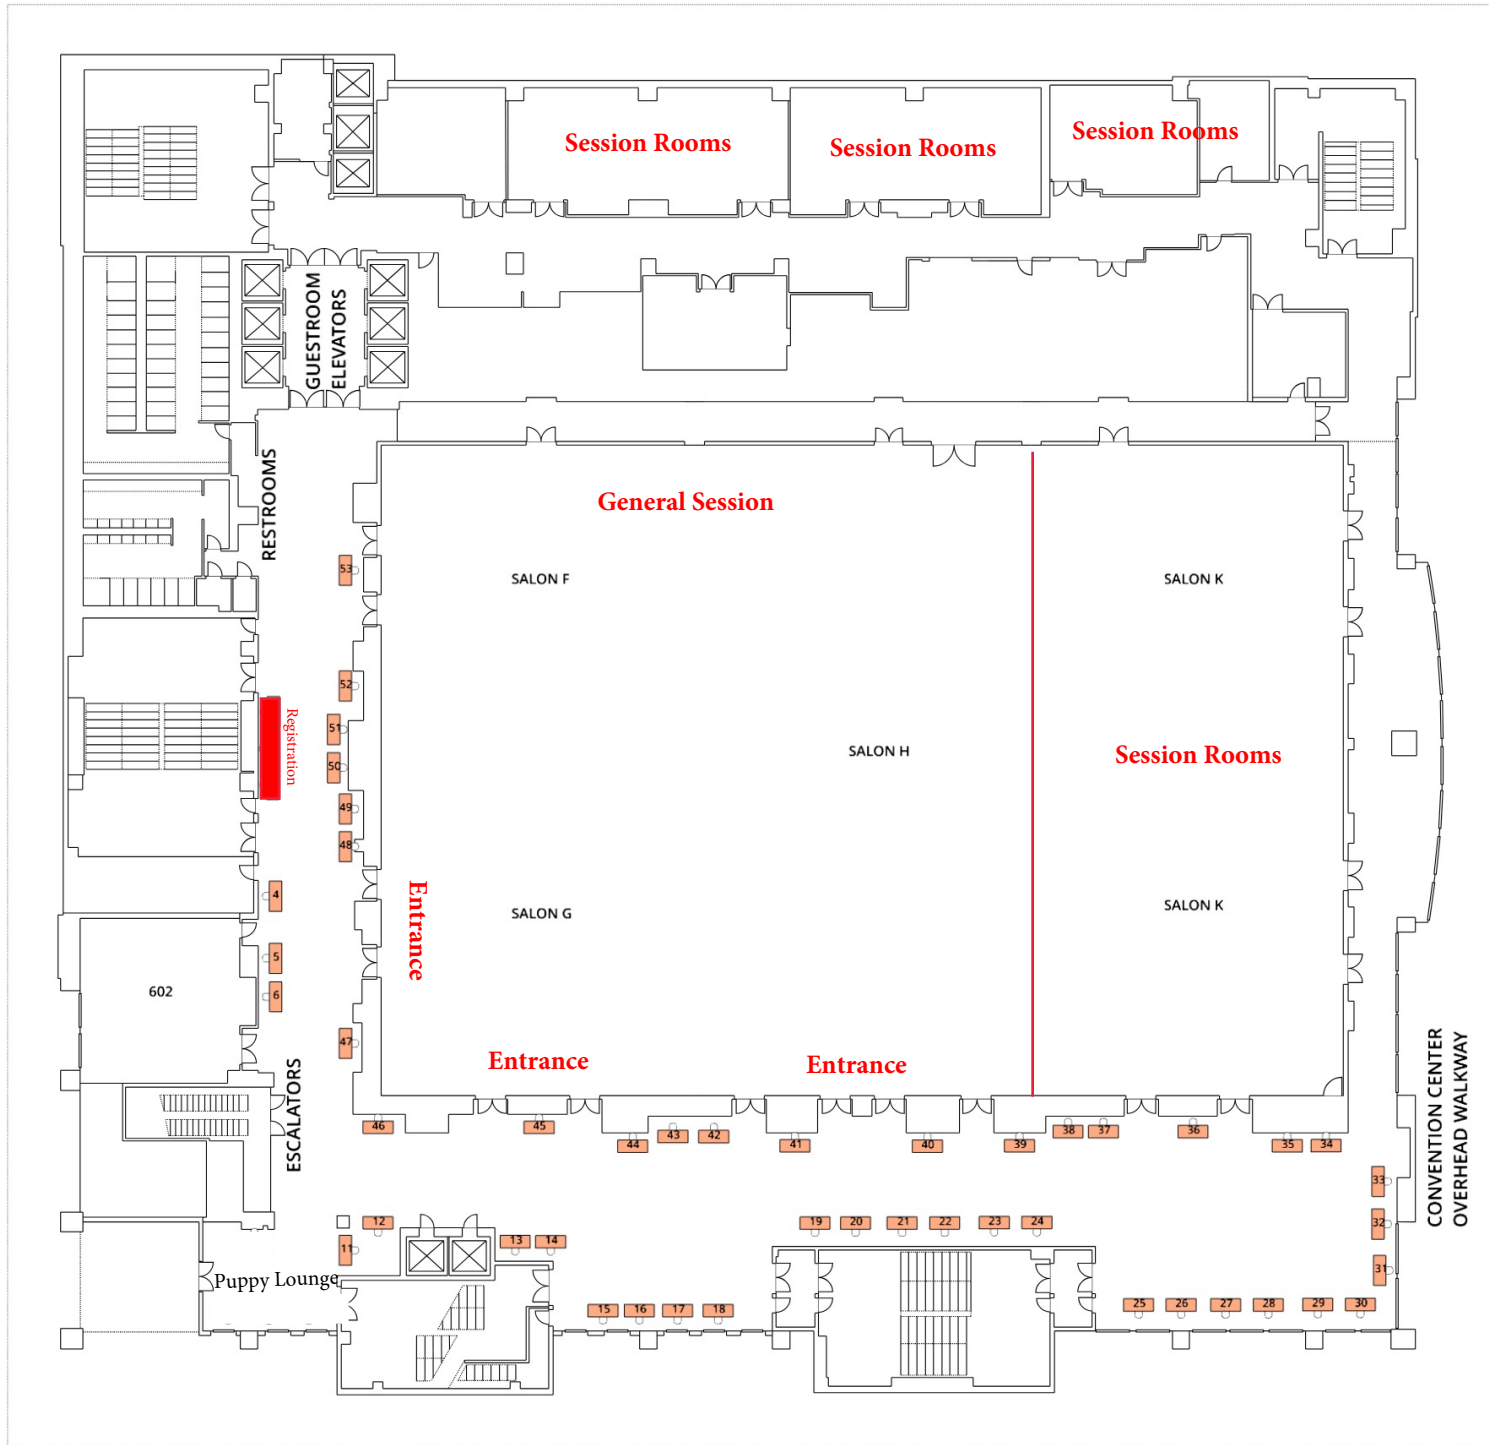 Session Rooms
Session Rooms
Session Rooms
GUESTROOM
ELEVATORS
RESTROOMS
General Session
SALON F
SALON K
53
52
51
50
49
48
Registration
SALON H
Session Rooms
4
5
6
602
Entrance
SALON G
SALON K
47
ESCALATORS
Entrance
Entrance
CONVENTION CENTER
OVERHEAD WALKWAY
46
45
44
43
42
41
40
39
38
37
36
35
34
33
32
31
12
11
13
14
19
20
21
22
23
24
Puppy Lounge
15
16
17
18
25
26
27
28
29
30